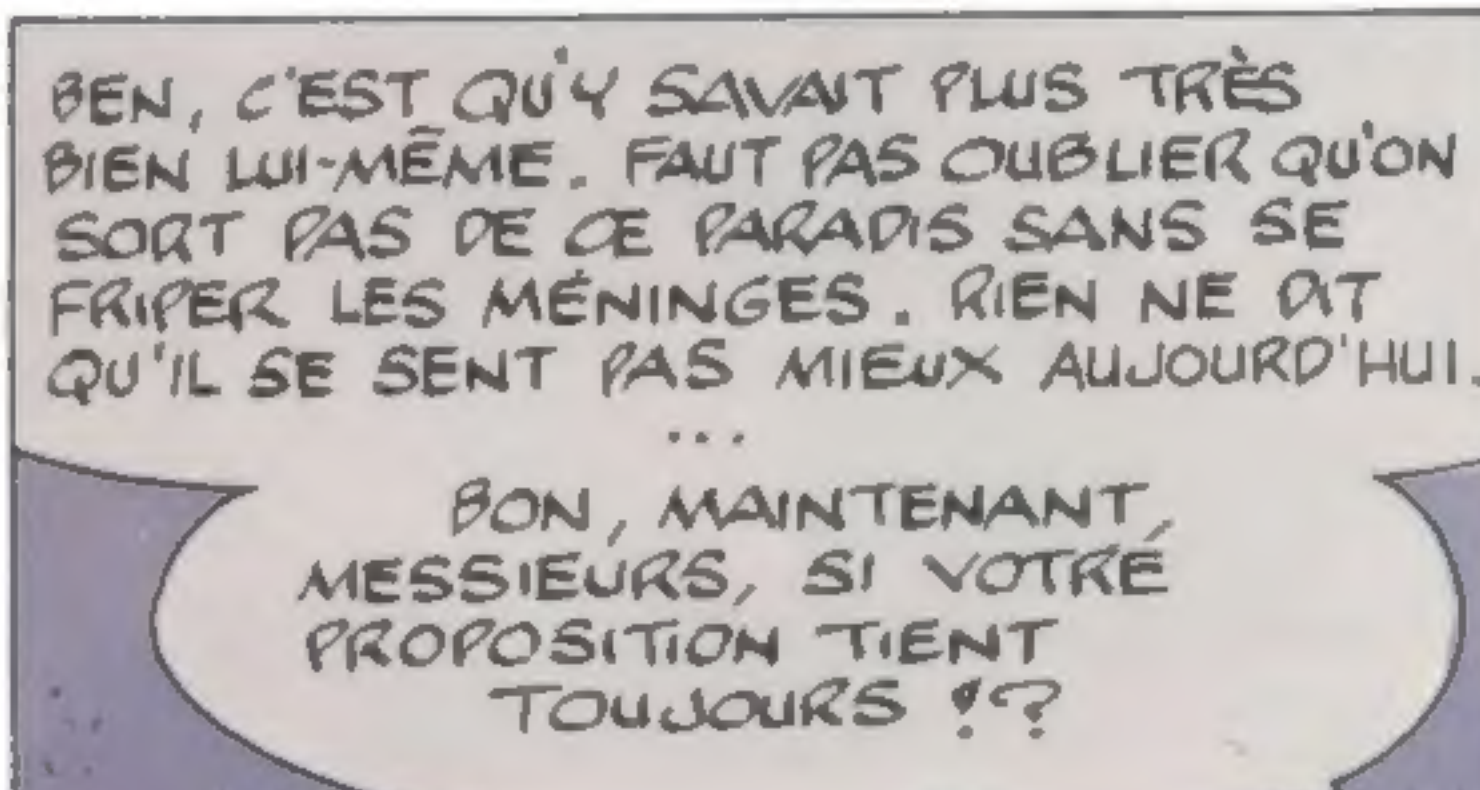 BEN, C'EST QU'Y SAVAIT PLUS TRÈS
BIEN LUI-MÊME. FAUT PAS OUBLIER QU'ON
SORT PAS DE CE PARADIS SANS SE
FRIPER LES MÉNINGES. RIEN NE DIT
QU'IL SE SENT PAS MIEUX AUJOURD'HUI.
...
BON, MAINTENANT,
MESSIEURS, SI VOTRE
PROPOSITION TIENT
TOUJOURS !?